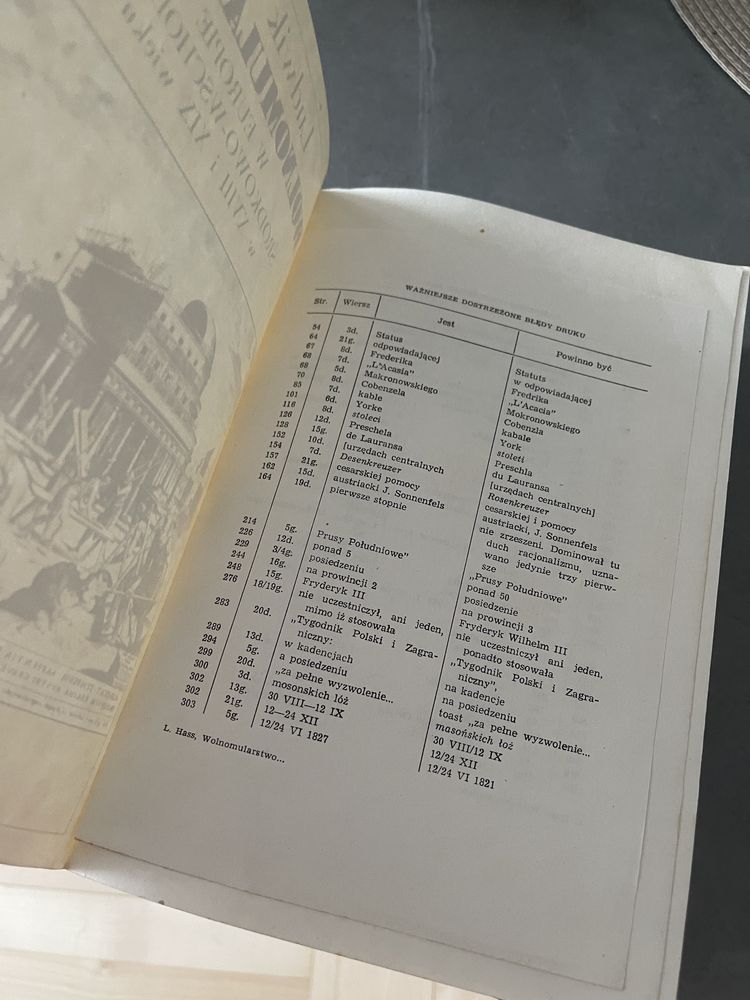 WAŻNIEJSZE DOSTRZEŻONE BŁĘDY DRUKU
Str. Wiersz Jest Powinno być
54 3d. Status Statuts
64 21g. odpowiadającej w odpowiadającej
67 8d. Frederika Fredrika
68 7d. „L'Acasia” „L'Acacia”
68 5d. Makronowskiego Mokronowskiego
70 8d. Cobenzela Cobenzla
85 7d. kable kabale
101 6d. Yorke York
116 8d. stoleci stoleti
126 12d. Preschela Preschla
128 15g. de Lauransa du Lauransa
152 10d. [urzędach centralnych [urzędach centralnych]
154 7d. Desenkreuzer Rosenkreuzer
157 21g. cesarskiej pomocy cesarskiej i pomocy
162 15d. austriacki J. Sonnenfels austriacki, J. Sonnenfels
164 19d. pierwsze stopnie nie zrzeszeni. Dominował tu
duch racjonalizmu, uzna-
wano jedynie trzy pierw-
sze
214 5g. Prusy Południowe” „Prusy Południowe”
226 12d. ponad 5 ponad 50
229 3/4g. posiedzeniu posiedzenie
244 16g. na prowincji 2 na prowincji 3
248 15g. Fryderyk III Fryderyk Wilhelm III
276 18/19g. nie uczestniczył, ani jeden, nie uczestniczył ani jeden,
mimo iż stosowała ponadto stosowała
283 20d. „Tygodnik Polski i Zagra- „Tygodnik Polski i Zagra-
niczny: niczny”,
289 13d. w kadencjach na kadencje
294 5g. a posiedzeniu na posiedzeniu
299 20d. „za pełne wyzwolenie... toast „za pełne wyzwolenie...
300 3d. mosonskich lóż masońskich łoż
302 13g. 30 VIII—12 IX 30 VIII/12 IX
302 21g. 12—24 XII 12/24 XII
303 5g. 12/24 VI 1827 12/24 VI 1821
L. Hass, Wolnomularstwo...